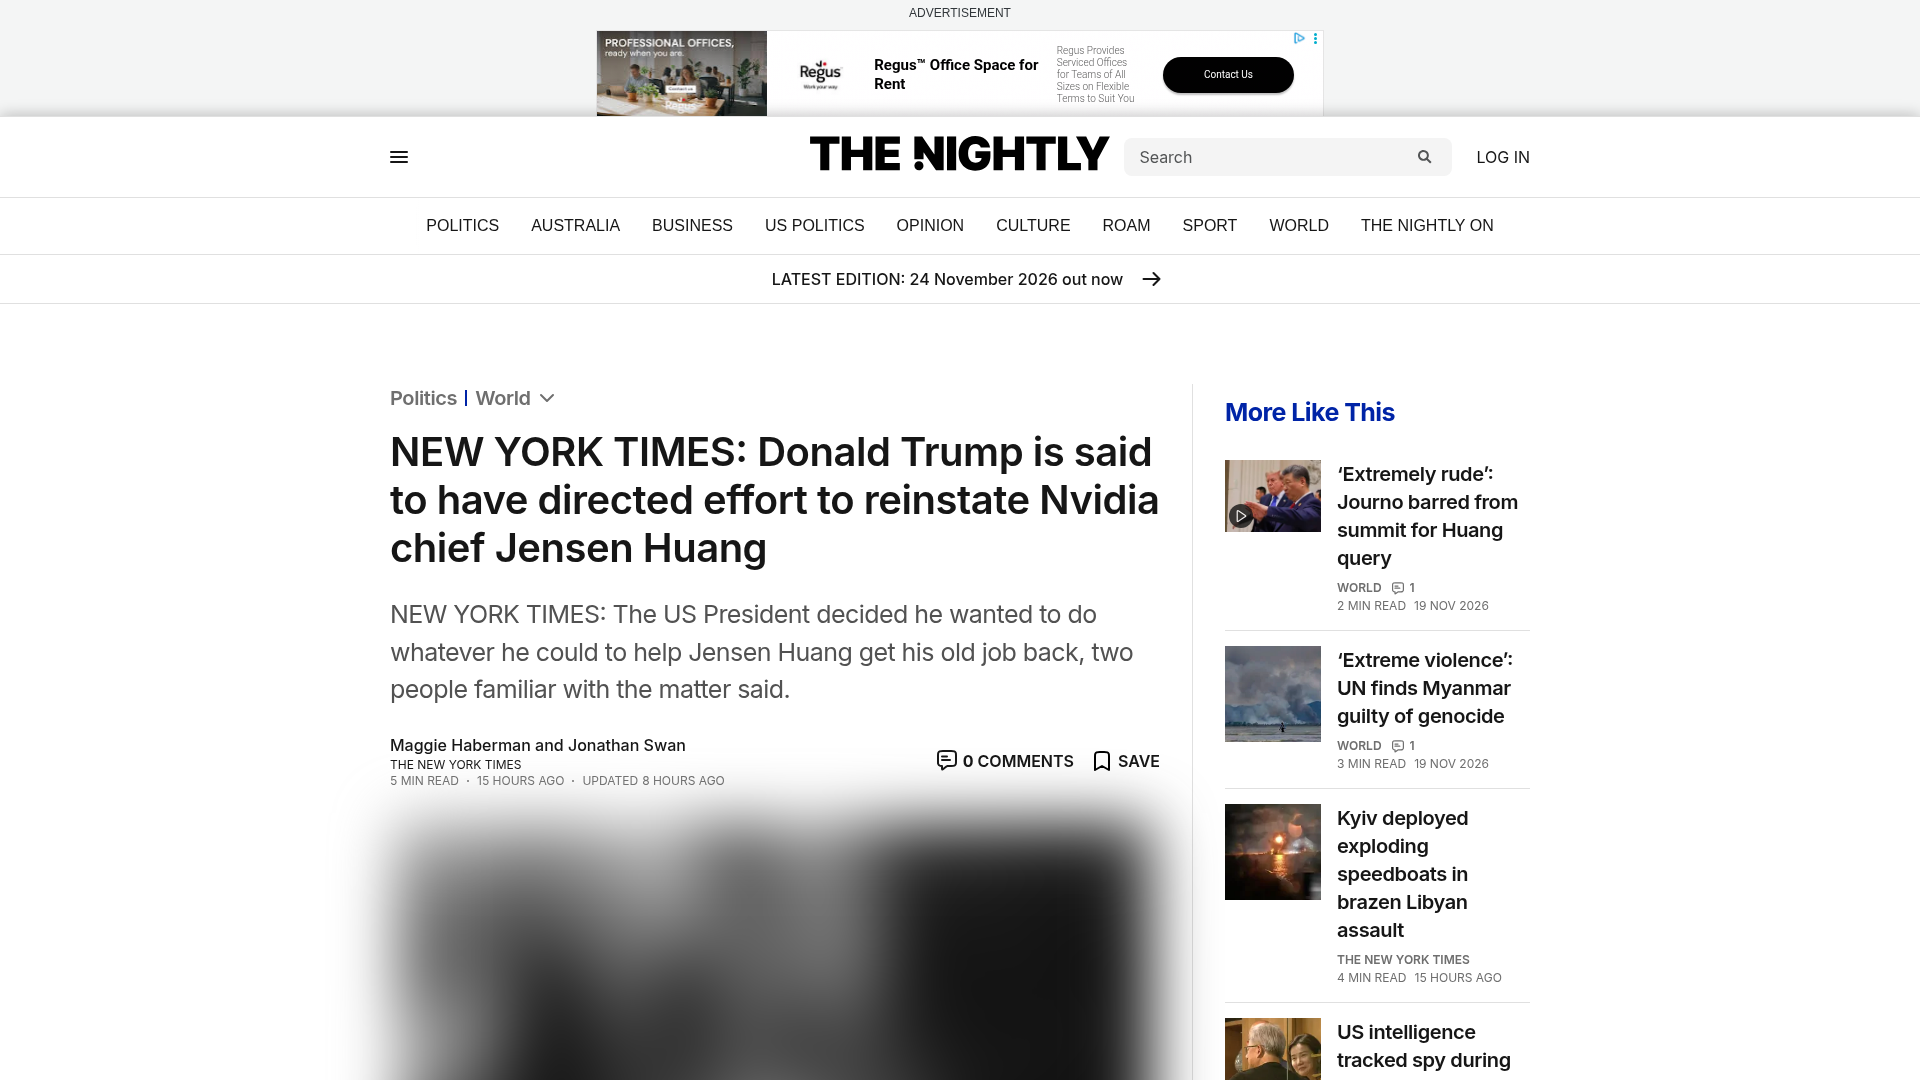 ADVERTISEMENT
PROFESSIONAL OFFICES,
ready when you are.
Contact us
Regus
Regus
Work your way
Regus™ Office Space for
Rent
Regus Provides
Serviced Offices
for Teams of All
Sizes on Flexible
Terms to Suit You
Contact Us
THE NIGHTLY
Search
LOG IN
POLITICS AUSTRALIA BUSINESS US POLITICS OPINION CULTURE ROAM SPORT WORLD THE NIGHTLY ON
LATEST EDITION: 24 November 2026 out now
Politics World
NEW YORK TIMES: Donald Trump is said
to have directed effort to reinstate Nvidia
chief Jensen Huang
NEW YORK TIMES: The US President decided he wanted to do
whatever he could to help Jensen Huang get his old job back, two
people familiar with the matter said.
Maggie Haberman and Jonathan Swan
THE NEW YORK TIMES
5 MIN READ · 15 HOURS AGO · UPDATED 8 HOURS AGO
0 COMMENTS SAVE
More Like This
‘Extremely rude’:
Journo barred from
summit for Huang
query
WORLD 1
2 MIN READ 19 NOV 2026
‘Extreme violence’:
UN finds Myanmar
guilty of genocide
WORLD 1
3 MIN READ 19 NOV 2026
Kyiv deployed
exploding
speedboats in
brazen Libyan
assault
THE NEW YORK TIMES
4 MIN READ 15 HOURS AGO
US intelligence
tracked spy during